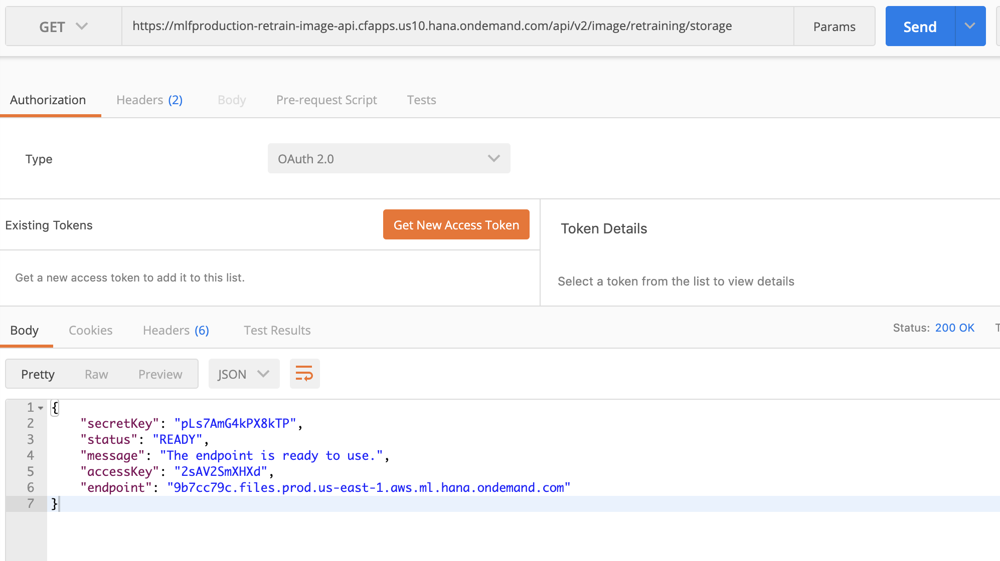 GET https://mlfproduction-retrain-image-api.cfapps.us10.hana.ondemand.com/api/v2/image/retraining/storage Params Send
Authorization Headers (2) Body Pre-request Script Tests
Type OAuth 2.0
Existing Tokens Get New Access Token
Token Details
Get a new access token to add it to this list.
Select a token from the list to view details
Body Cookies Headers (6) Test Results Status: 200 OK T
Pretty Raw Preview JSON
1 {
2 "secretKey": "pLs7AmG4kPX8kTP",
3 "status": "READY",
4 "message": "The endpoint is ready to use.",
5 "accessKey": "2sAV2SmXHXd",
6 "endpoint": "9b7cc79c.files.prod.us-east-1.aws.ml.hana.ondemand.com"
7 }